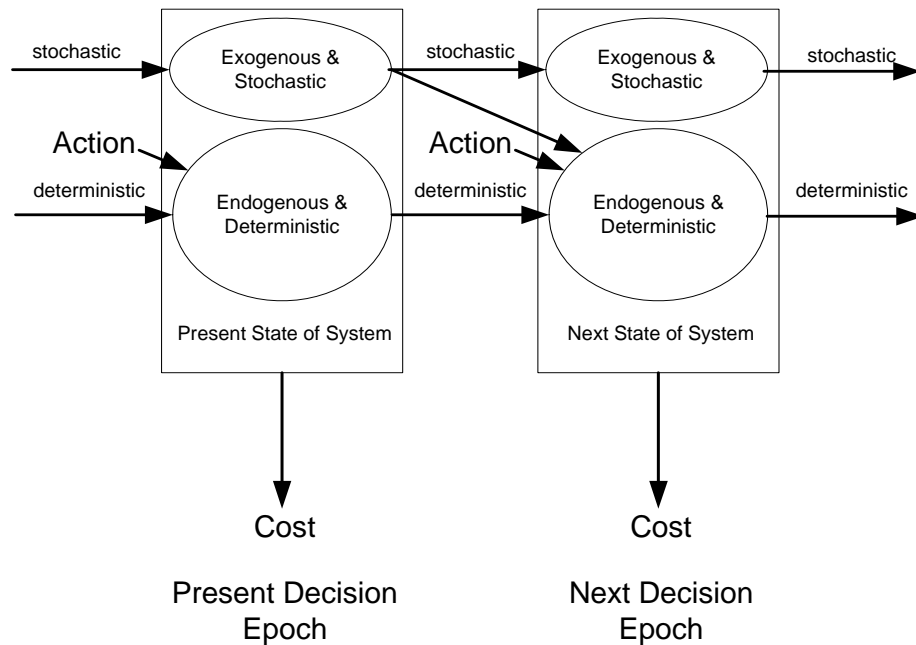 stochastic
Exogenous &
Stochastic
stochastic
Exogenous &
Stochastic
stochastic
Action
Action
deterministic
Endogenous &
Deterministic
deterministic
Endogenous &
Deterministic
deterministic
Present State of System
Next State of System
Cost
Cost
Present Decision
Epoch
Next Decision
Epoch